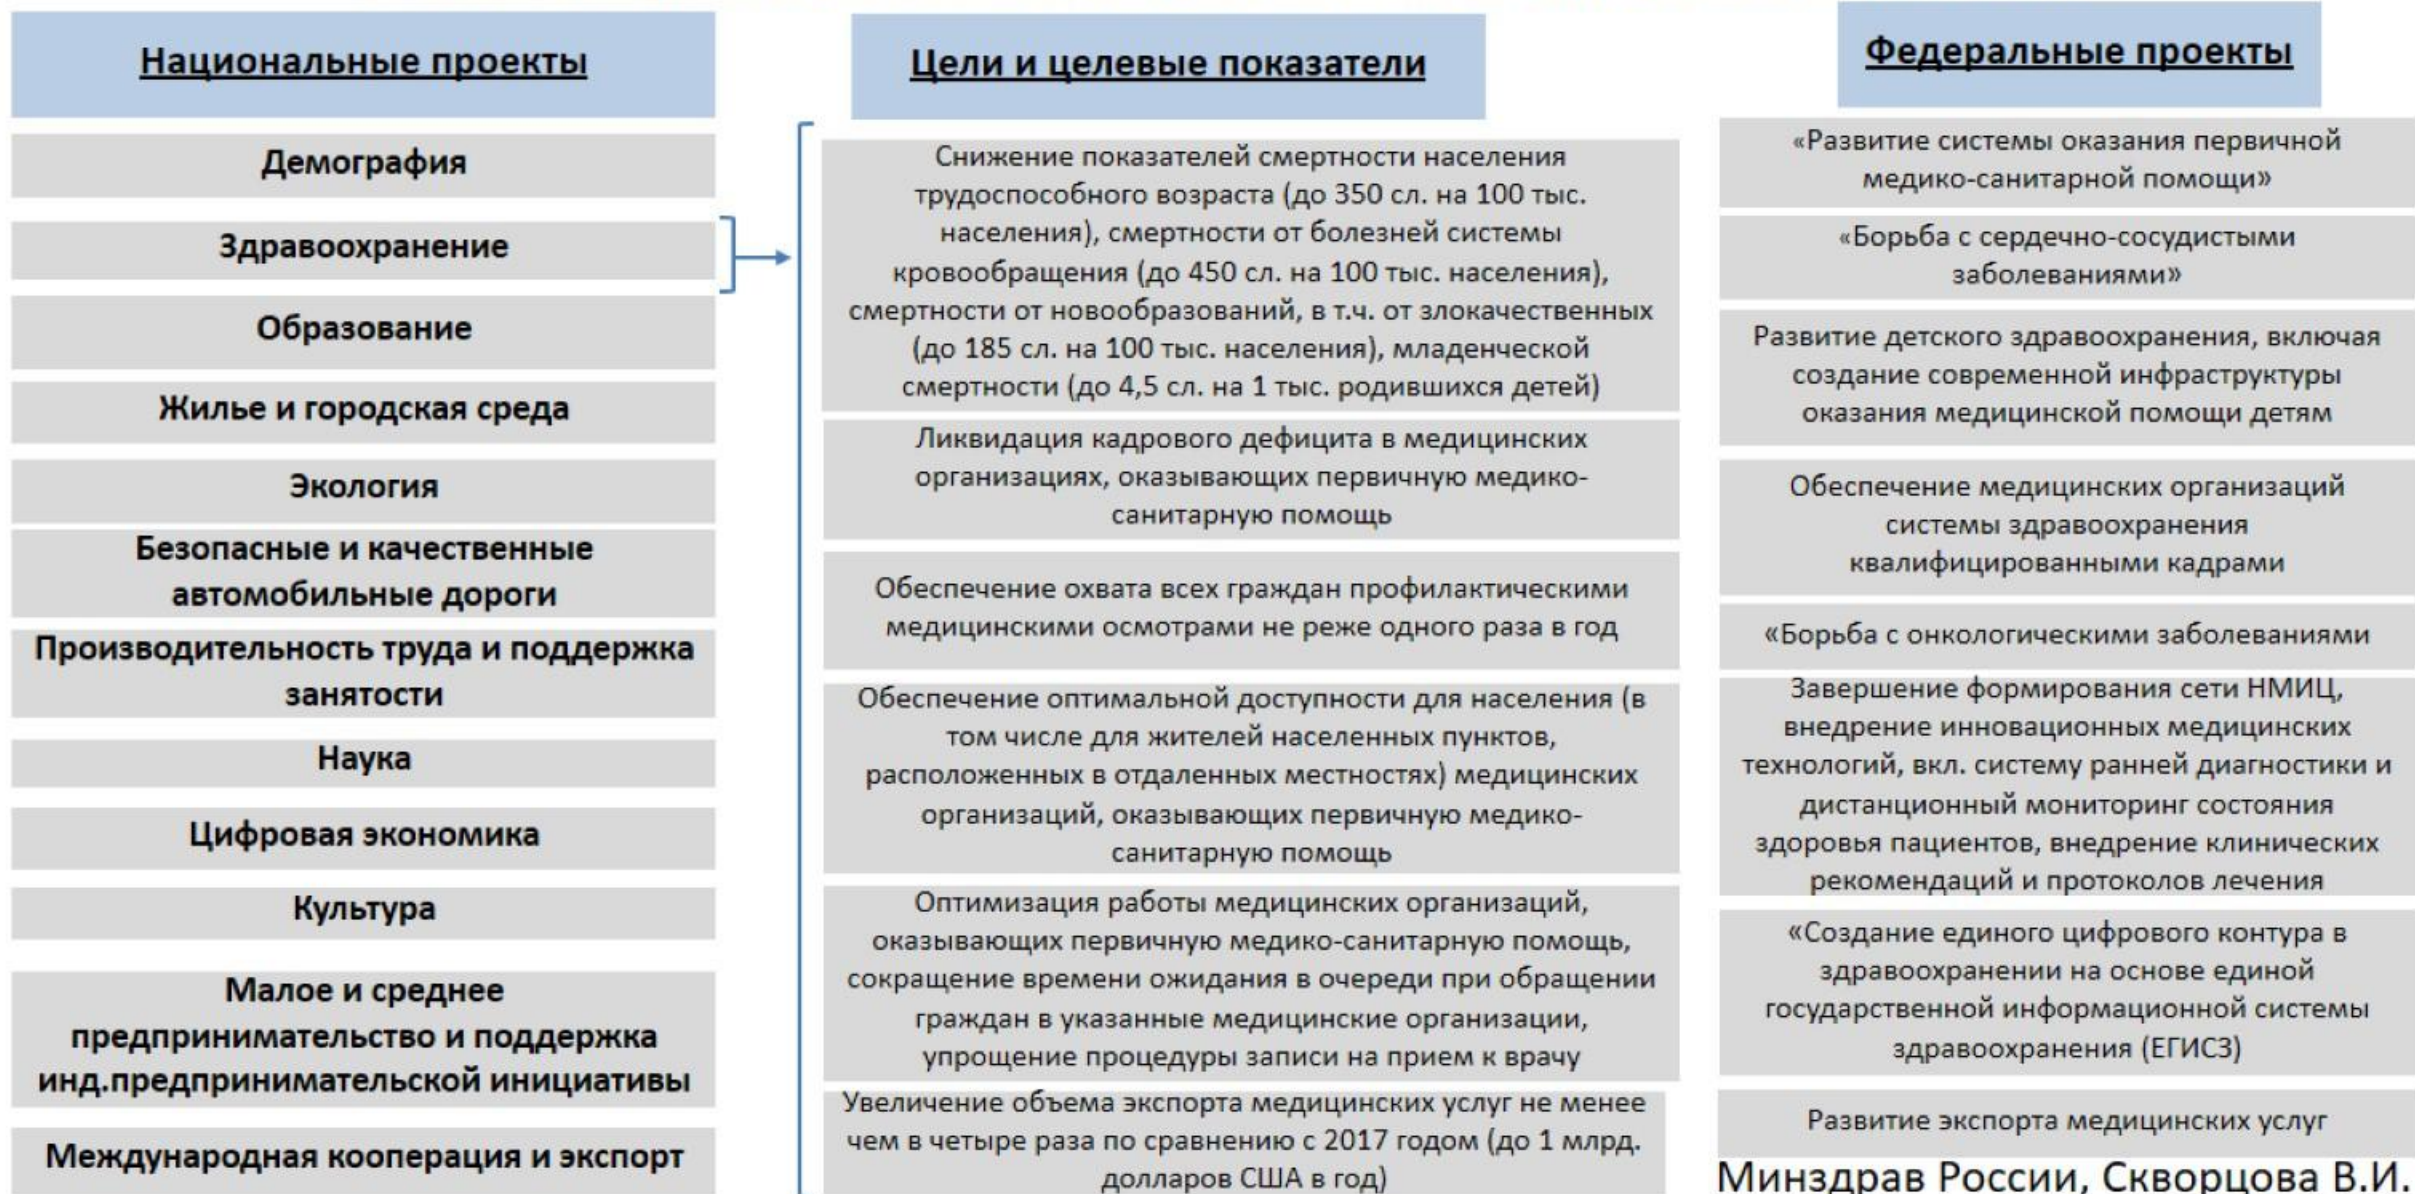 Национальные проекты
Демография
Здравоохранение
Образование
Жилье и городская среда
Экология
Безопасные и качественные
автомобильные дороги
Производительность труда и поддержка
занятости
Наука
Цифровая экономика
Культура
Малое и среднее
предпринимательство и поддержка
инд.предпринимательской инициативы
Международная кооперация и экспорт
Цели и целевые показатели
Снижение показателей смертности населения
трудоспособного возраста (до 350 сл. на 100 тыс.
населения), смертности от болезней системы
кровообращения (до 450 сл. на 100 тыс. населения),
смертности от новообразований, в т.ч. от злокачественных
(до 185 сл. на 100 тыс. населения), младенческой
смертности (до 4,5 сл. на 1 тыс. родившихся детей)
Ликвидация кадрового дефицита в медицинских
организациях, оказывающих первичную медико-
санитарную помощь
Обеспечение охвата всех граждан профилактическими
медицинскими осмотрами не реже одного раза в год
Обеспечение оптимальной доступности для населения (в
том числе для жителей населенных пунктов,
расположенных в отдаленных местностях) медицинских
организаций, оказывающих первичную медико-
санитарную помощь
Оптимизация работы медицинских организаций,
оказывающих первичную медико-санитарную помощь,
сокращение времени ожидания в очереди при обращении
граждан в указанные медицинские организации,
упрощение процедуры записи на прием к врачу
Увеличение объема экспорта медицинских услуг не менее
чем в четыре раза по сравнению с 2017 годом (до 1 млрд.
долларов США в год)
Федеральные проекты
«Развитие системы оказания первичной
медико-санитарной помощи»
«Борьба с сердечно-сосудистыми
заболеваниями»
Развитие детского здравоохранения, включая
создание современной инфраструктуры
оказания медицинской помощи детям
Обеспечение медицинских организаций
системы здравоохранения
квалифицированными кадрами
«Борьба с онкологическими заболеваниями
Завершение формирования сети НМИЦ,
внедрение инновационных медицинских
технологий, вкл. систему ранней диагностики и
дистанционный мониторинг состояния
здоровья пациентов, внедрение клинических
рекомендаций и протоколов лечения
«Создание единого цифрового контура в
здравоохранении на основе единой
государственной информационной системы
здравоохранения (ЕГИСЗ)
Развитие экспорта медицинских услуг
Минздрав России, Скворцова В.И.